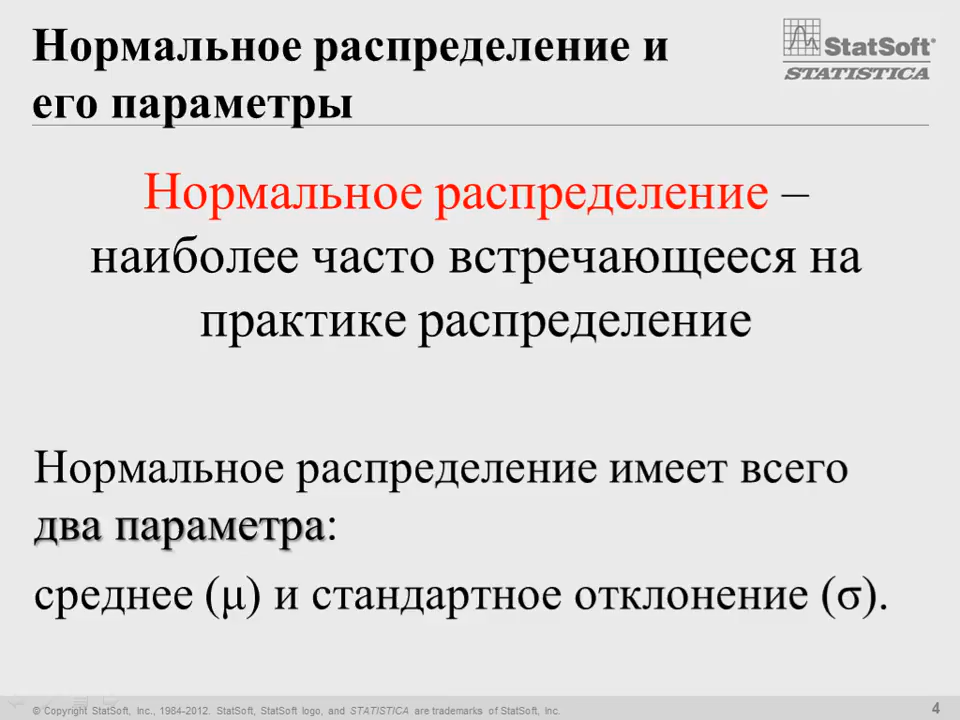 Нормальное распределение и
его параметры
StatSoft®
STATISTICA
Нормальное распределение –
наиболее часто встречающееся на
практике распределение
Нормальное распределение имеет всего
два параметра:
среднее (μ) и стандартное отклонение (σ).
© Copyright StatSoft, Inc., 1984-2012. StatSoft, StatSoft logo, and STATISTICA are trademarks of StatSoft, Inc.
4